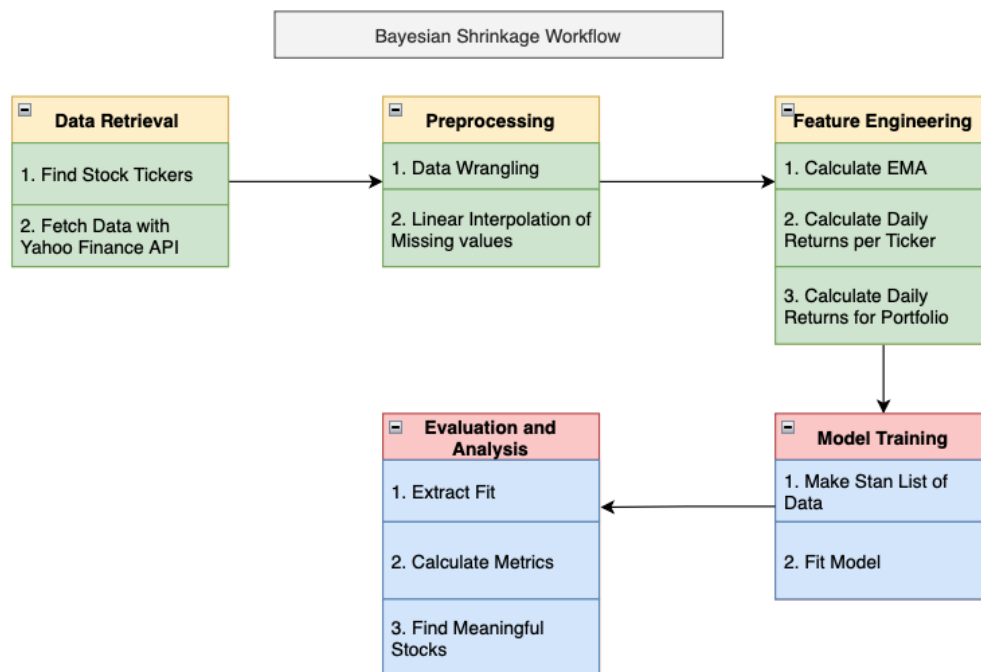 Bayesian Shrinkage Workflow
Data Retrieval
1. Find Stock Tickers
2. Fetch Data with
Yahoo Finance API
Preprocessing
1. Data Wrangling
2. Linear Interpolation of
Missing values
Feature Engineering
1. Calculate EMA
2. Calculate Daily
Returns per Ticker
3. Calculate Daily
Returns for Portfolio
Model Training
1. Make Stan List of
Data
2. Fit Model
Evaluation and
Analysis
1. Extract Fit
2. Calculate Metrics
3. Find Meaningful
Stocks